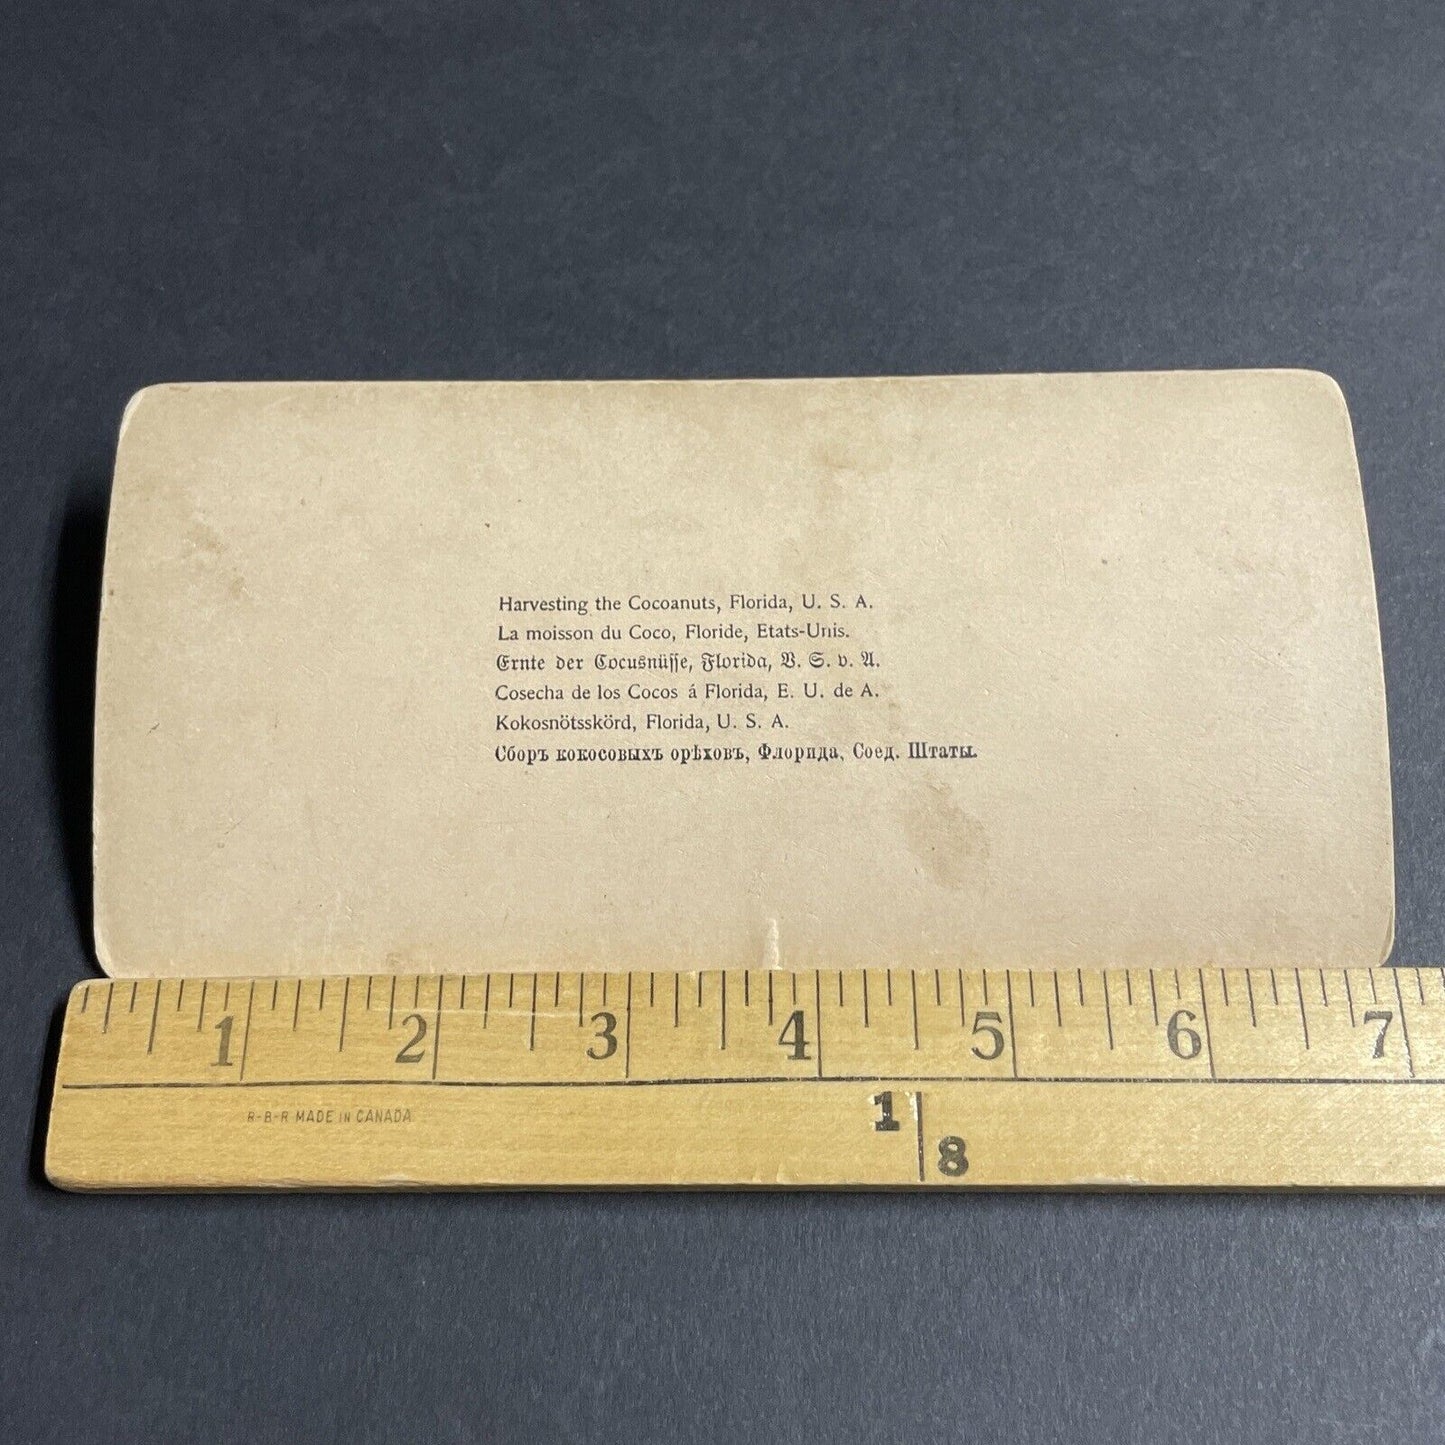 Harvesting the Cocoanuts, Florida, U. S. A.
La moisson du Coco, Floride, Etats-Unis.
Ernte der Cocusnüſſe, Florida, V. S. v. A.
Cosecha de los Cocos á Florida, E. U. de A.
Kokosnötsskörd, Florida, U. S. A.
Сборъ кокосовыхъ орѣховъ, Флорида, Соед. Штаты.
1 2 3 4 5 6 7
R-B-R MADE IN CANADA
1 8